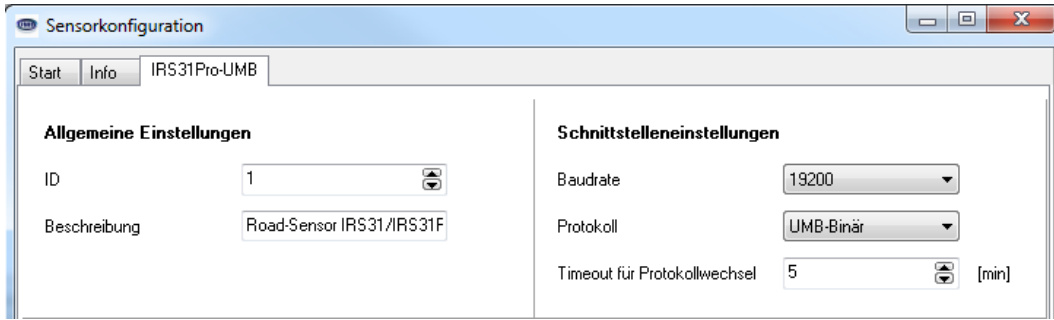 Sensorkonfiguration
Start Info IRS31Pro-UMB
Allgemeine Einstellungen
ID 1
Beschreibung Road-Sensor IRS31/IRS31F
Schnittstelleneinstellungen
Baudrate 19200
Protokoll UMB-Binär
Timeout für Protokollwechsel 5 [min]